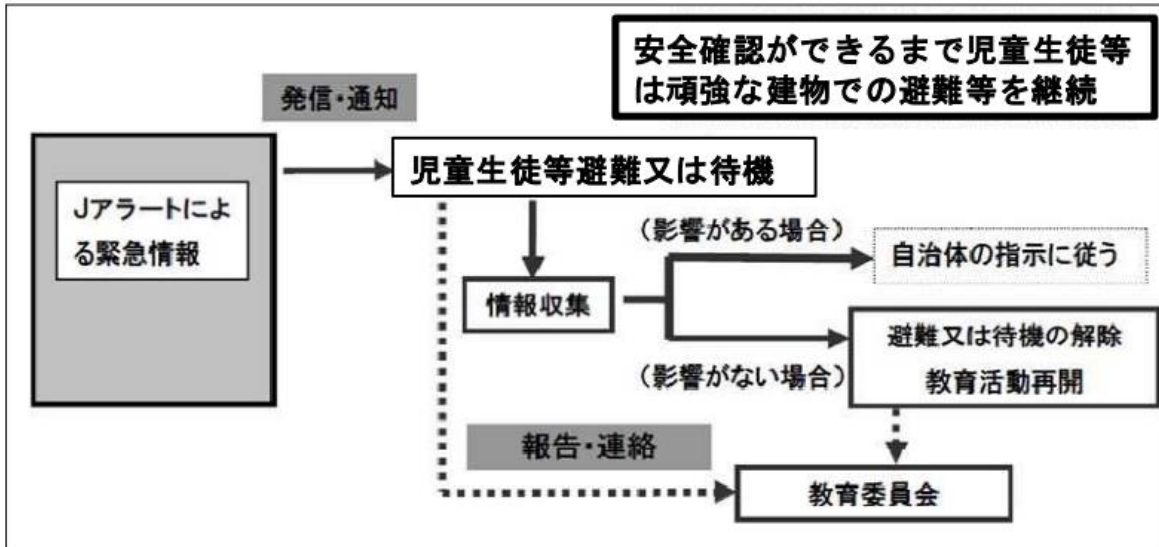 安全確認ができるまで児童生徒等
は頑強な建物での避難等を継続
発信・通知
Jアラートによ
る緊急情報
児童生徒等避難又は待機
(影響がある場合)
自治体の指示に従う
情報収集
避難又は待機の解除
教育活動再開
(影響がない場合)
報告・連絡
教育委員会